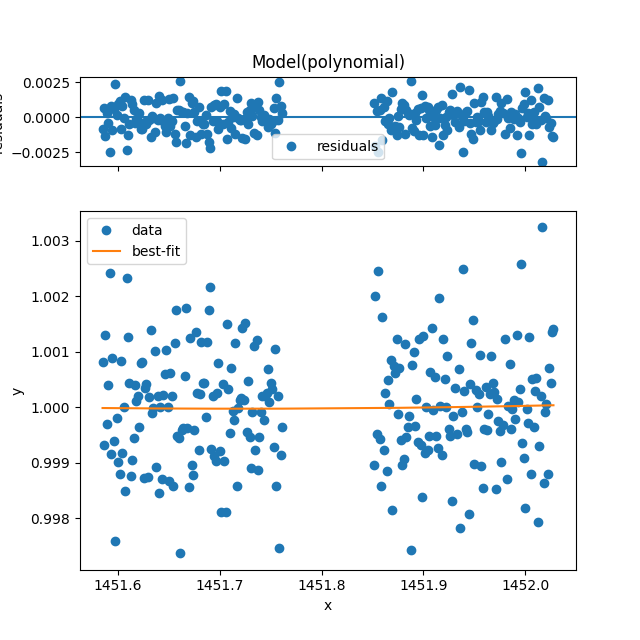 Model(polynomial)
0.0025
0.0000
−0.0025
residuals
1.003
1.002
1.001
1.000
0.999
0.998
y
data
best-fit
1451.6
1451.7
1451.8
1451.9
1452.0
x